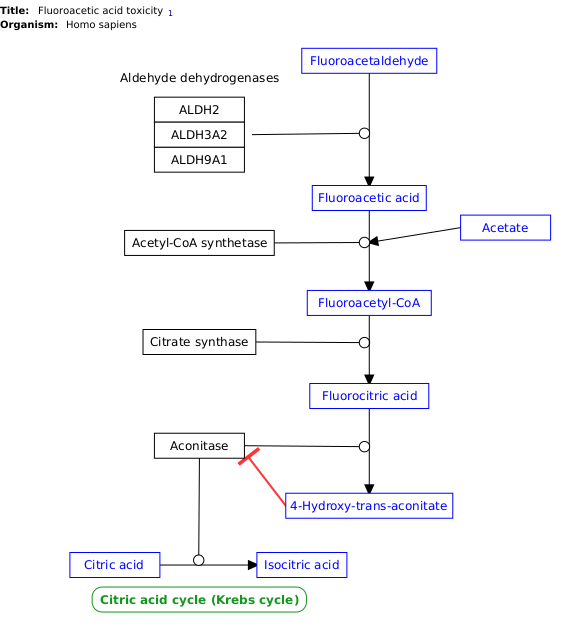 Title: Fluoroacetic acid toxicity 1
Organism: Homo sapiens
Fluoroacetaldehyde
Aldehyde dehydrogenases
ALDH2
ALDH3A2
ALDH9A1
Fluoroacetic acid
Acetate
Acetyl-CoA synthetase
Fluoroacetyl-CoA
Citrate synthase
Fluorocitric acid
Aconitase
4-Hydroxy-trans-aconitate
Citric acid
Isocitric acid
Citric acid cycle (Krebs cycle)